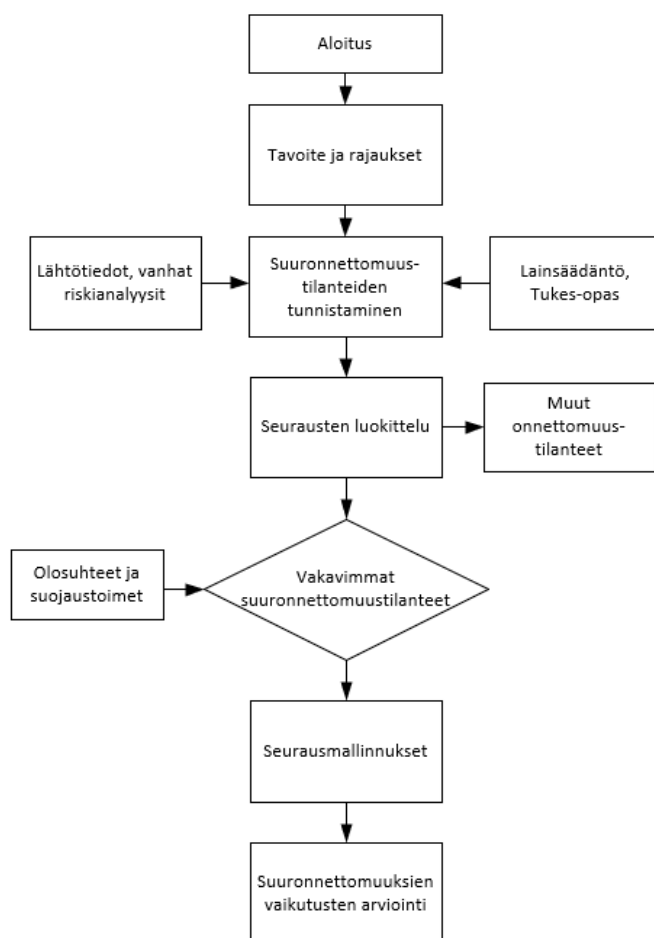 Aloitus
Tavoite ja rajaukset
Lähtötiedot, vanhat
riskianalyysit
Suuronnettomuus-
tilanteiden
tunnistaminen
Lainsäädäntö,
Tukes-opas
Seurausten luokittelu
Muut
onnettomuus-
tilanteet
Olosuhteet ja
suojaustoimet
Vakavimmat
suuronnettomuustilanteet
Seurausmallinnukset
Suuronnettomuuksien
vaikutusten arviointi